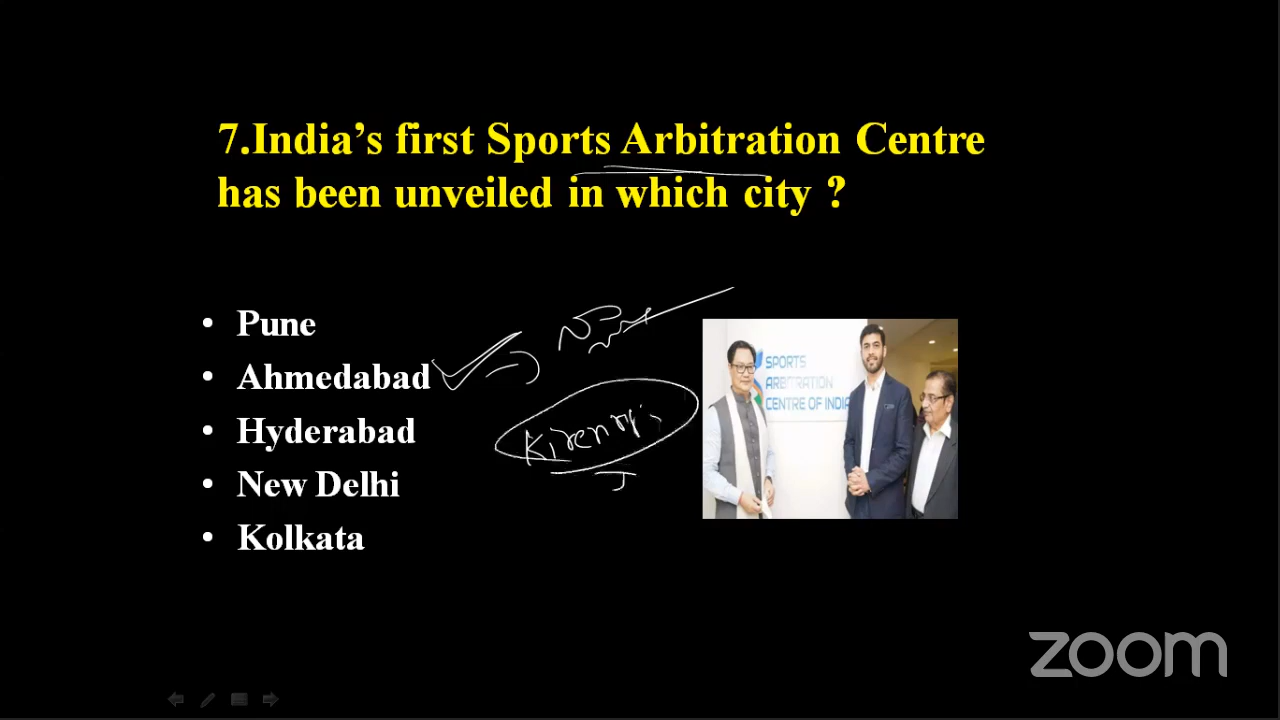 7.India's first Sports Arbitration Centre
has been unveiled in which city ?
• Pune
• Ahmedabad
• Hyderabad
• New Delhi
• Kolkata
SPORTS
ARBITRATION
CENTRE OF INDIA
zoom